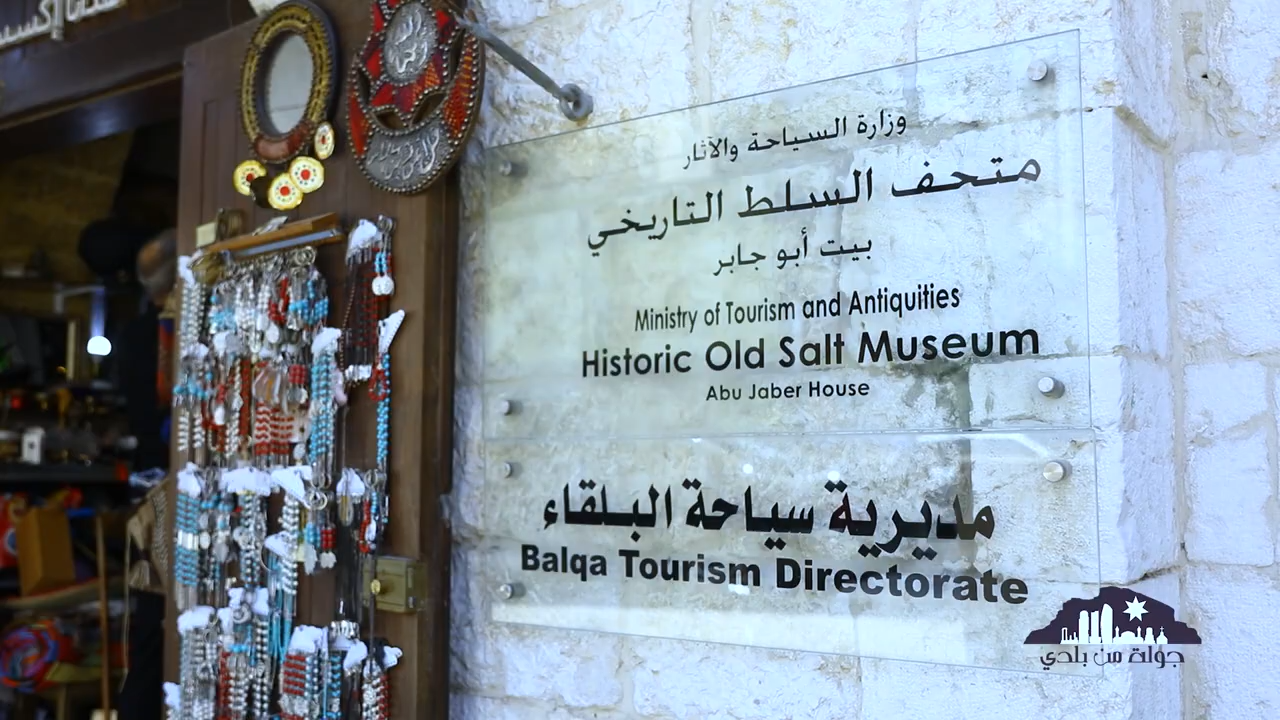 وزارة السياحة والآثار
متحف السلط التاريخي
بيت أبو جابر
Ministry of Tourism and Antiquities
Historic Old Salt Museum
Abu Jaber House
مديرية سياحة البلقاء
Balqa Tourism Directorate
جولة من بلدي